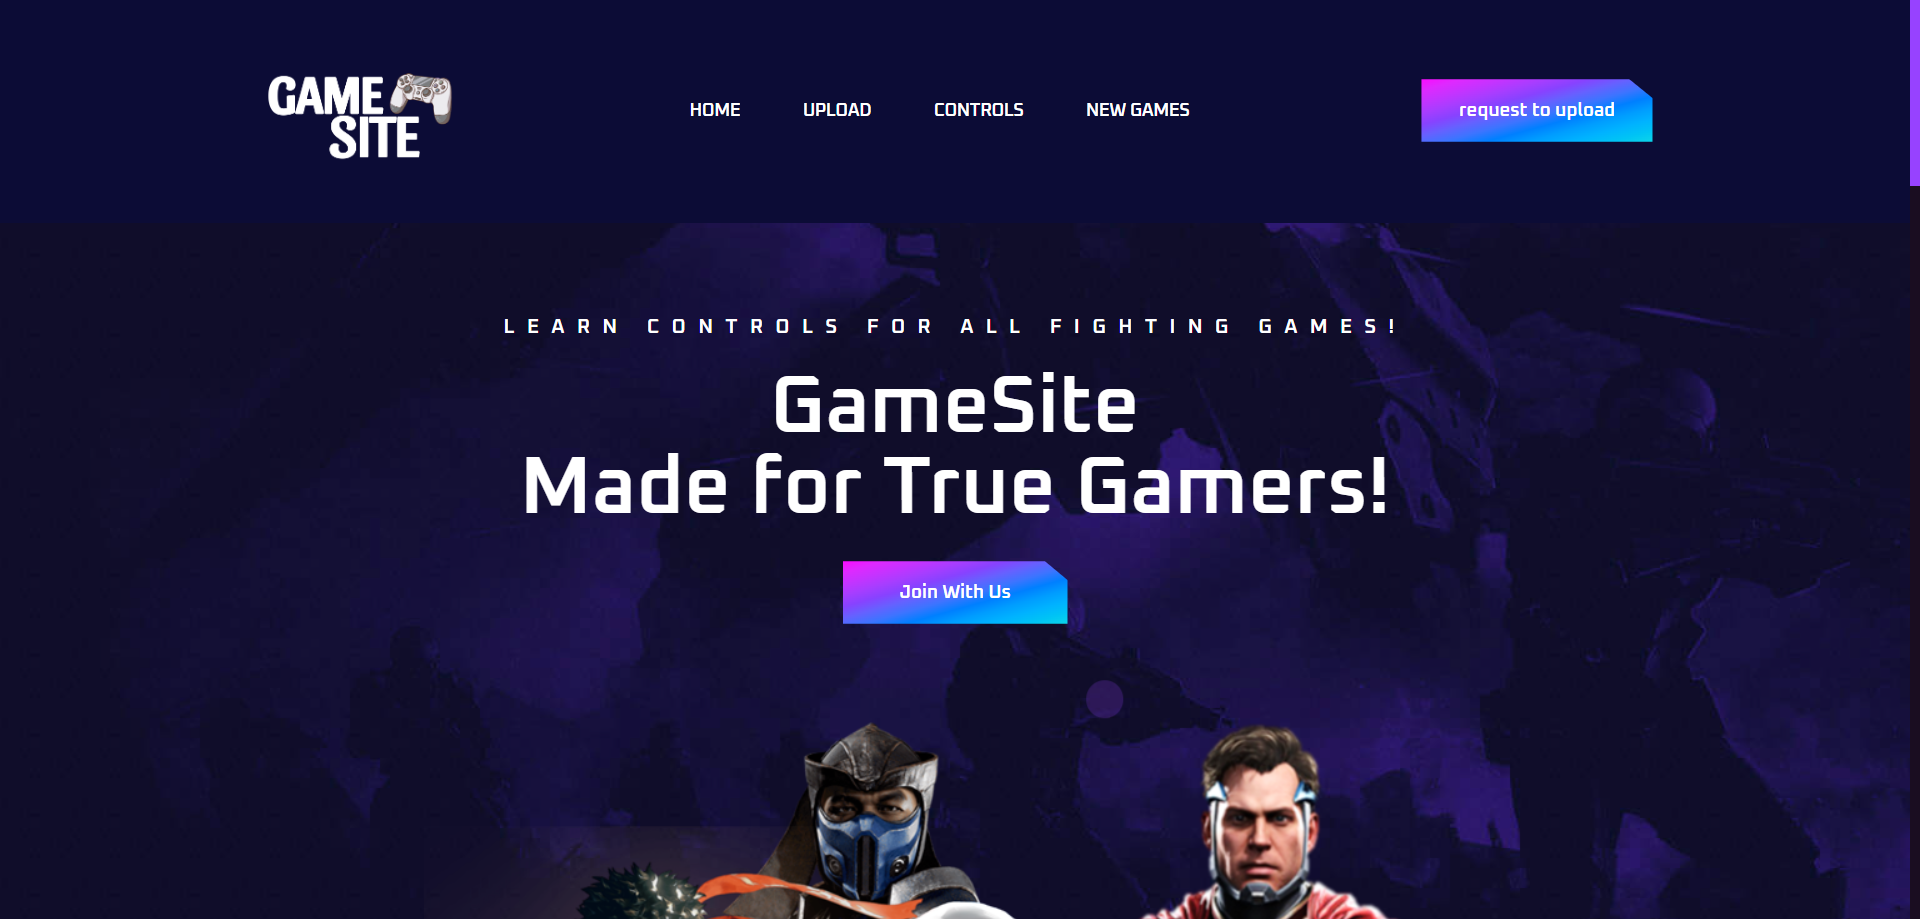 GAME
SITE
HOME
UPLOAD
CONTROLS
NEW GAMES
request to upload
LEARN CONTROLS FOR ALL FIGHTING GAMES!
GameSite
Made for True Gamers!
Join With Us